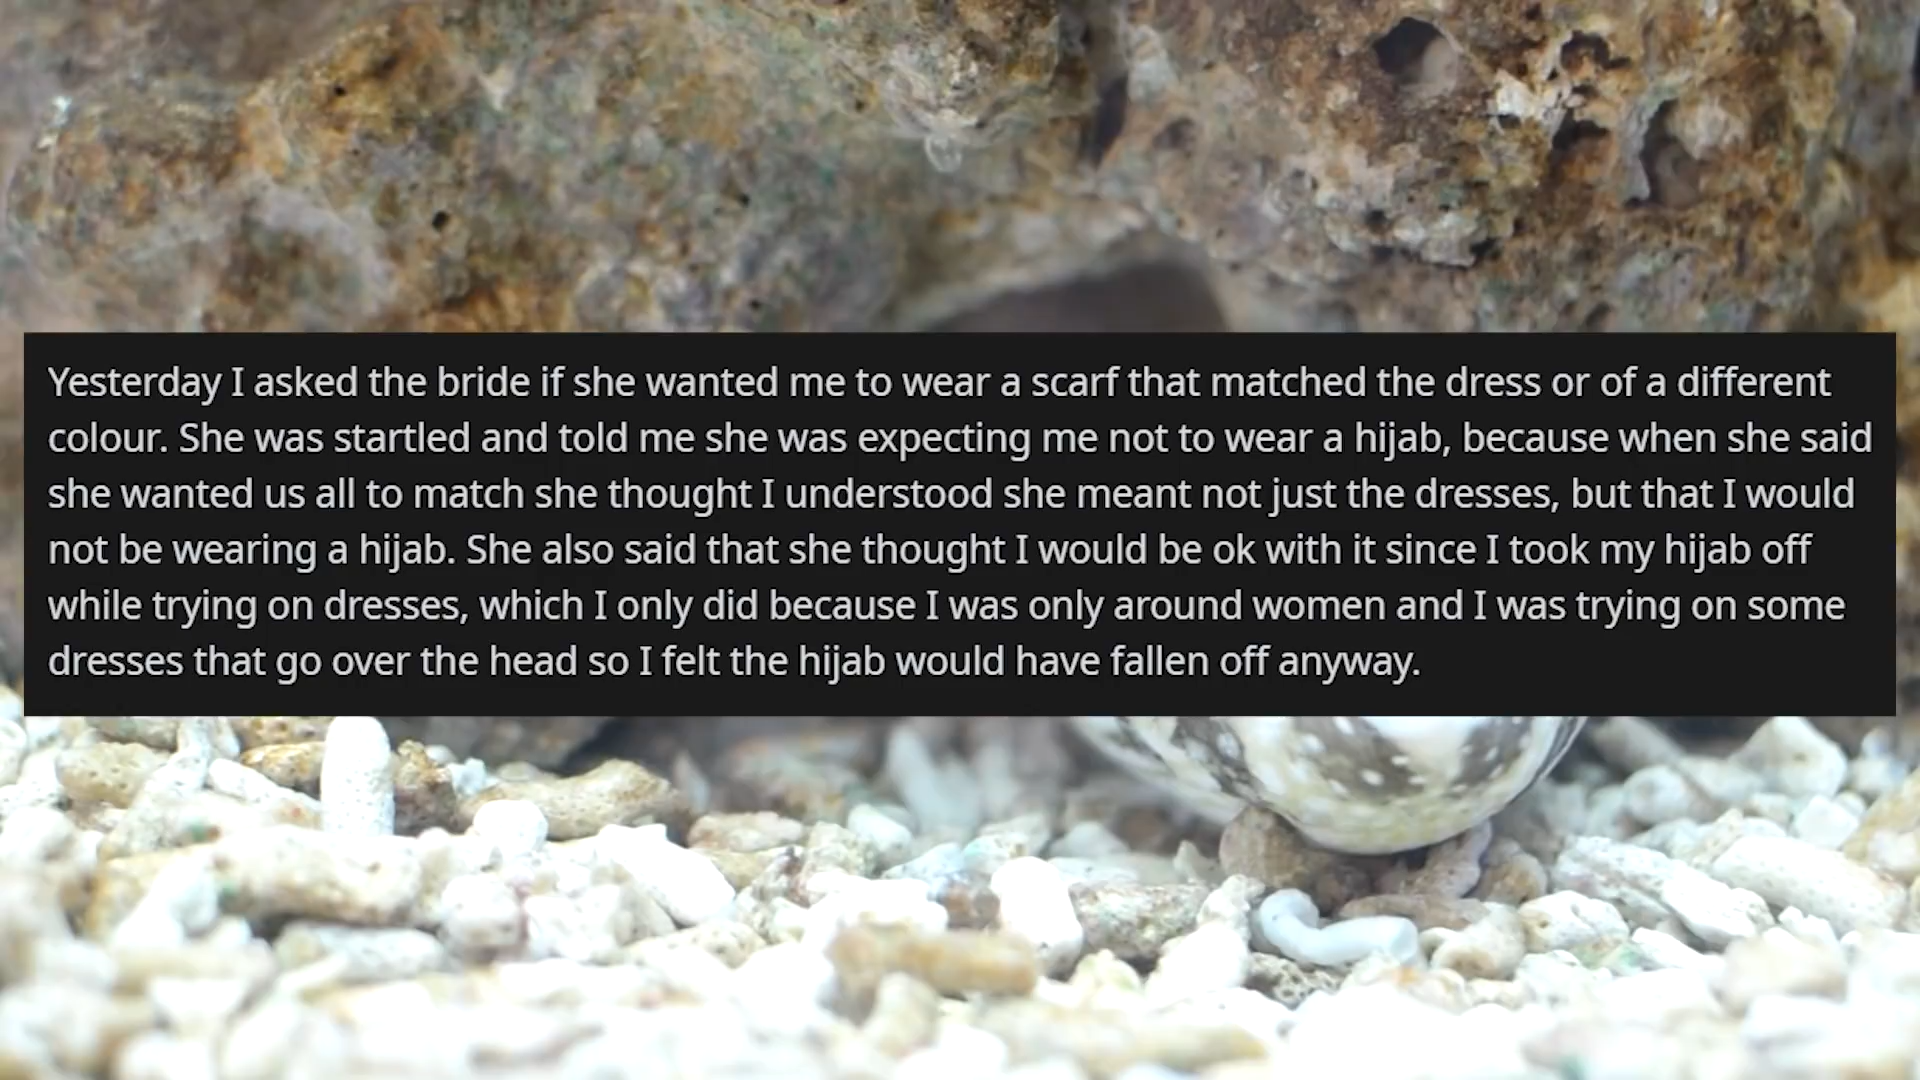 Yesterday I asked the bride if she wanted me to wear a scarf that matched the dress or of a different
colour. She was startled and told me she was expecting me not to wear a hijab, because when she said
she wanted us all to match she thought I understood she meant not just the dresses, but that I would
not be wearing a hijab. She also said that she thought I would be ok with it since I took my hijab off
while trying on dresses, which I only did because I was only around women and I was trying on some
dresses that go over the head so I felt the hijab would have fallen off anyway.